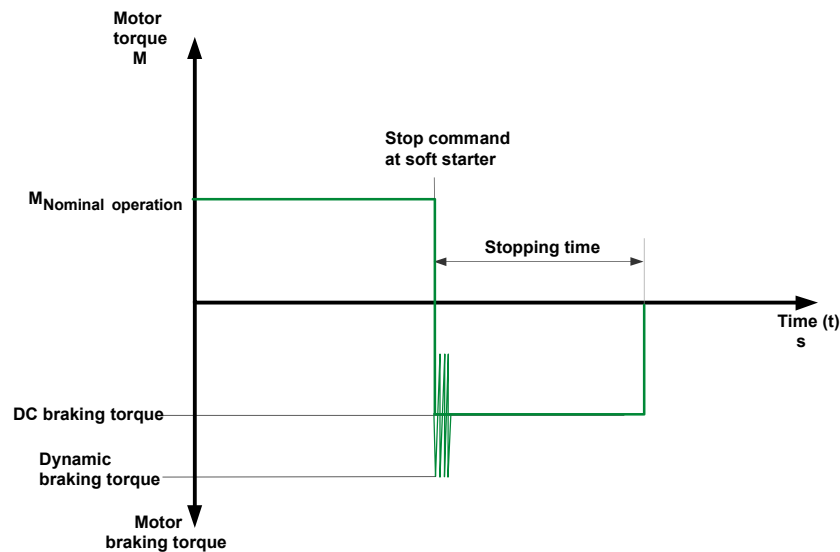 Motor
torque
M
Stop command
at soft starter
M Nominal operation
Stopping time
Time (t)
s
DC braking torque
Dynamic
braking torque
Motor
braking torque